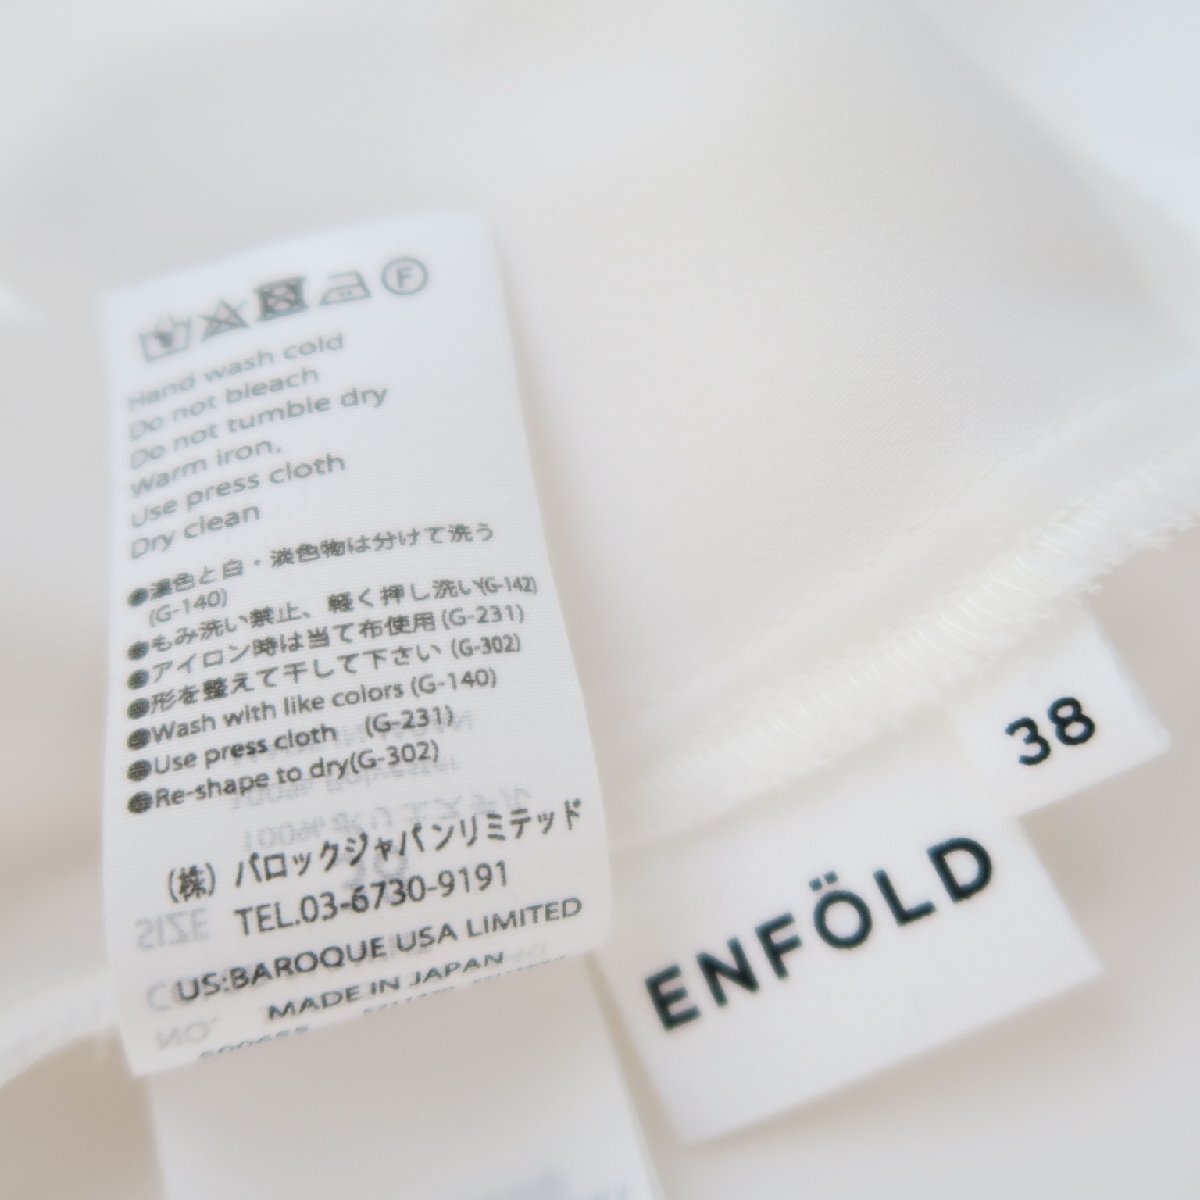 F
Hand wash cold
Do not bleach
Do not tumble dry
Warm iron.
Use press cloth
Dry clean
●濃色と白・淡色物は分けて洗う
(G-140)
●もみ洗い禁止、軽く押し洗い(G-142)
●アイロン時は当て布使用(G-231)
●形を整えて干して下さい (G-302)
●Wash with like colors (G-140)
●Use press cloth (G-231)
●Re-shape to dry(G-302)
(株) バロックジャパンリミテッド
TEL.03-6730-9191
US:BAROQUE USA LIMITED
MADE IN JAPAN
SIZE
NO.
38
ENFÖLD